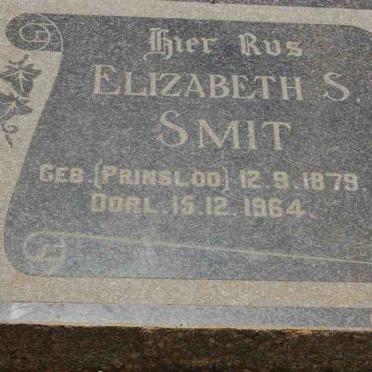 Hier Rus
ELIZABETH S.
SMIT
GEB. (PRINSLOO) 12.9.1879.
OORL. 15.12.1964.